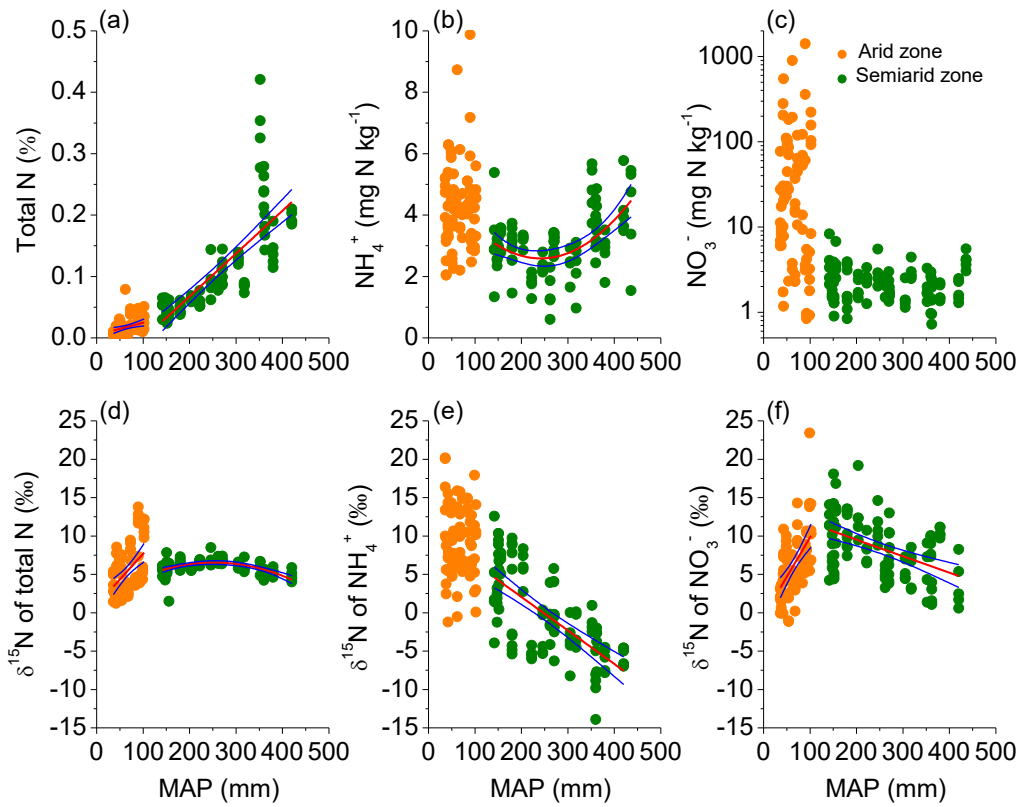 (a)
Total N (%)
0.5
0.4
0.3
0.2
0.1
0.0
0 100 200 300 400 500
(b)
NH₄⁺ (mg N kg⁻¹)
10
8
6
4
2
0
0 100 200 300 400 500
(c)
NO₃⁻ (mg N kg⁻¹)
1000
100
10
1
0 100 200 300 400 500
Arid zone
Semiarid zone
(d)
δ¹⁵N of total N (‰)
25
20
15
10
5
0
-5
-10
-15
0 100 200 300 400 500
MAP (mm)
(e)
δ¹⁵N of NH₄⁺ (‰)
25
20
15
10
5
0
-5
-10
-15
0 100 200 300 400 500
MAP (mm)
(f)
δ¹⁵N of NO₃⁻ (‰)
25
20
15
10
5
0
-5
-10
-15
0 100 200 300 400 500
MAP (mm)